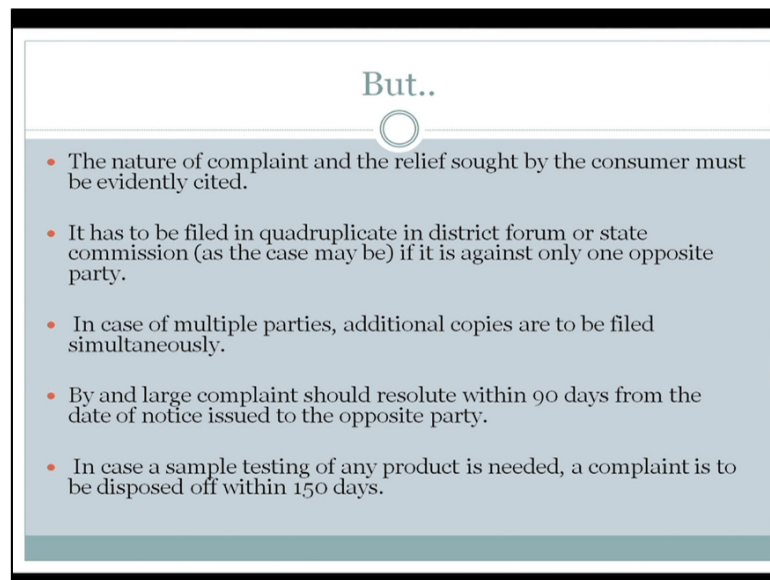 But..
• The nature of complaint and the relief sought by the consumer must
be evidently cited.
• It has to be filed in quadruplicate in district forum or state
commission (as the case may be) if it is against only one opposite
party.
• In case of multiple parties, additional copies are to be filed
simultaneously.
• By and large complaint should resolute within 90 days from the
date of notice issued to the opposite party.
• In case a sample testing of any product is needed, a complaint is to
be disposed off within 150 days.